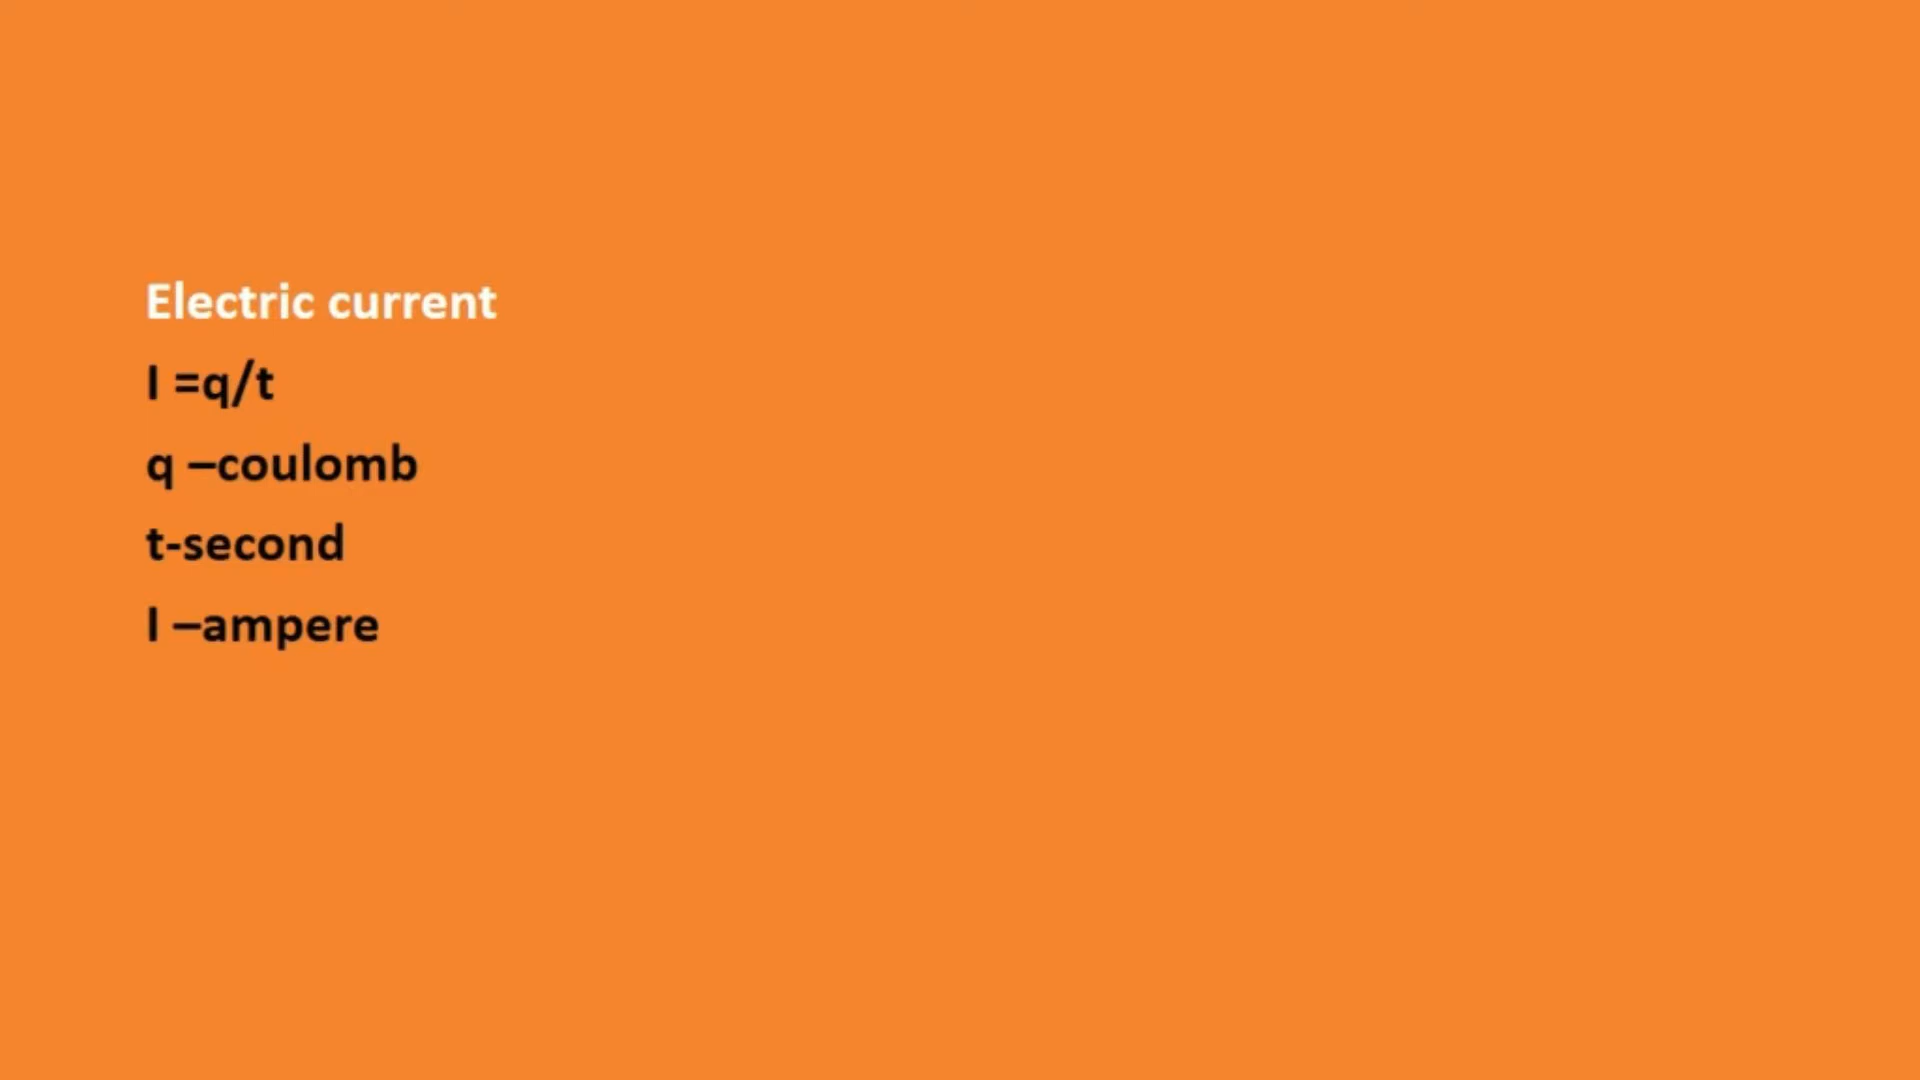 Electric current
I =q/t
q –coulomb
t-second
I –ampere